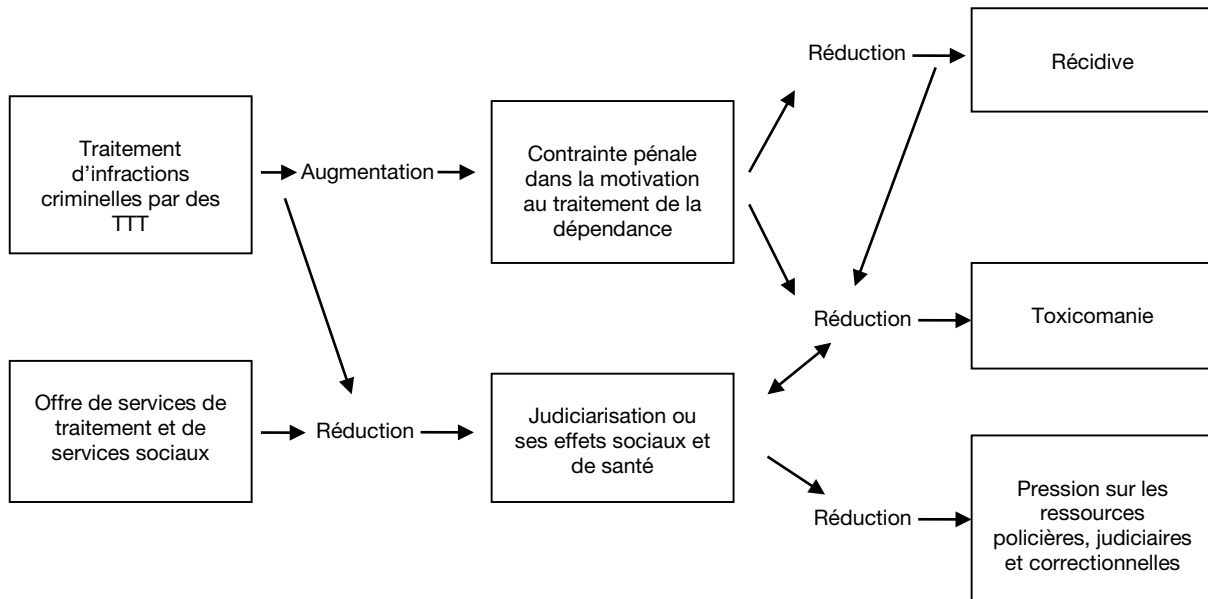 Traitement
d’infractions
criminelles par des
TTT
Augmentation
Contrainte pénale
dans la motivation
au traitement de la
dépendance
Réduction
Récidive
Réduction
Toxicomanie
Offre de services de
traitement et de
services sociaux
Réduction
Judiciarisation ou
ses effets sociaux et
de santé
Réduction
Pression sur les
ressources
policières, judiciaires
et correctionnelles